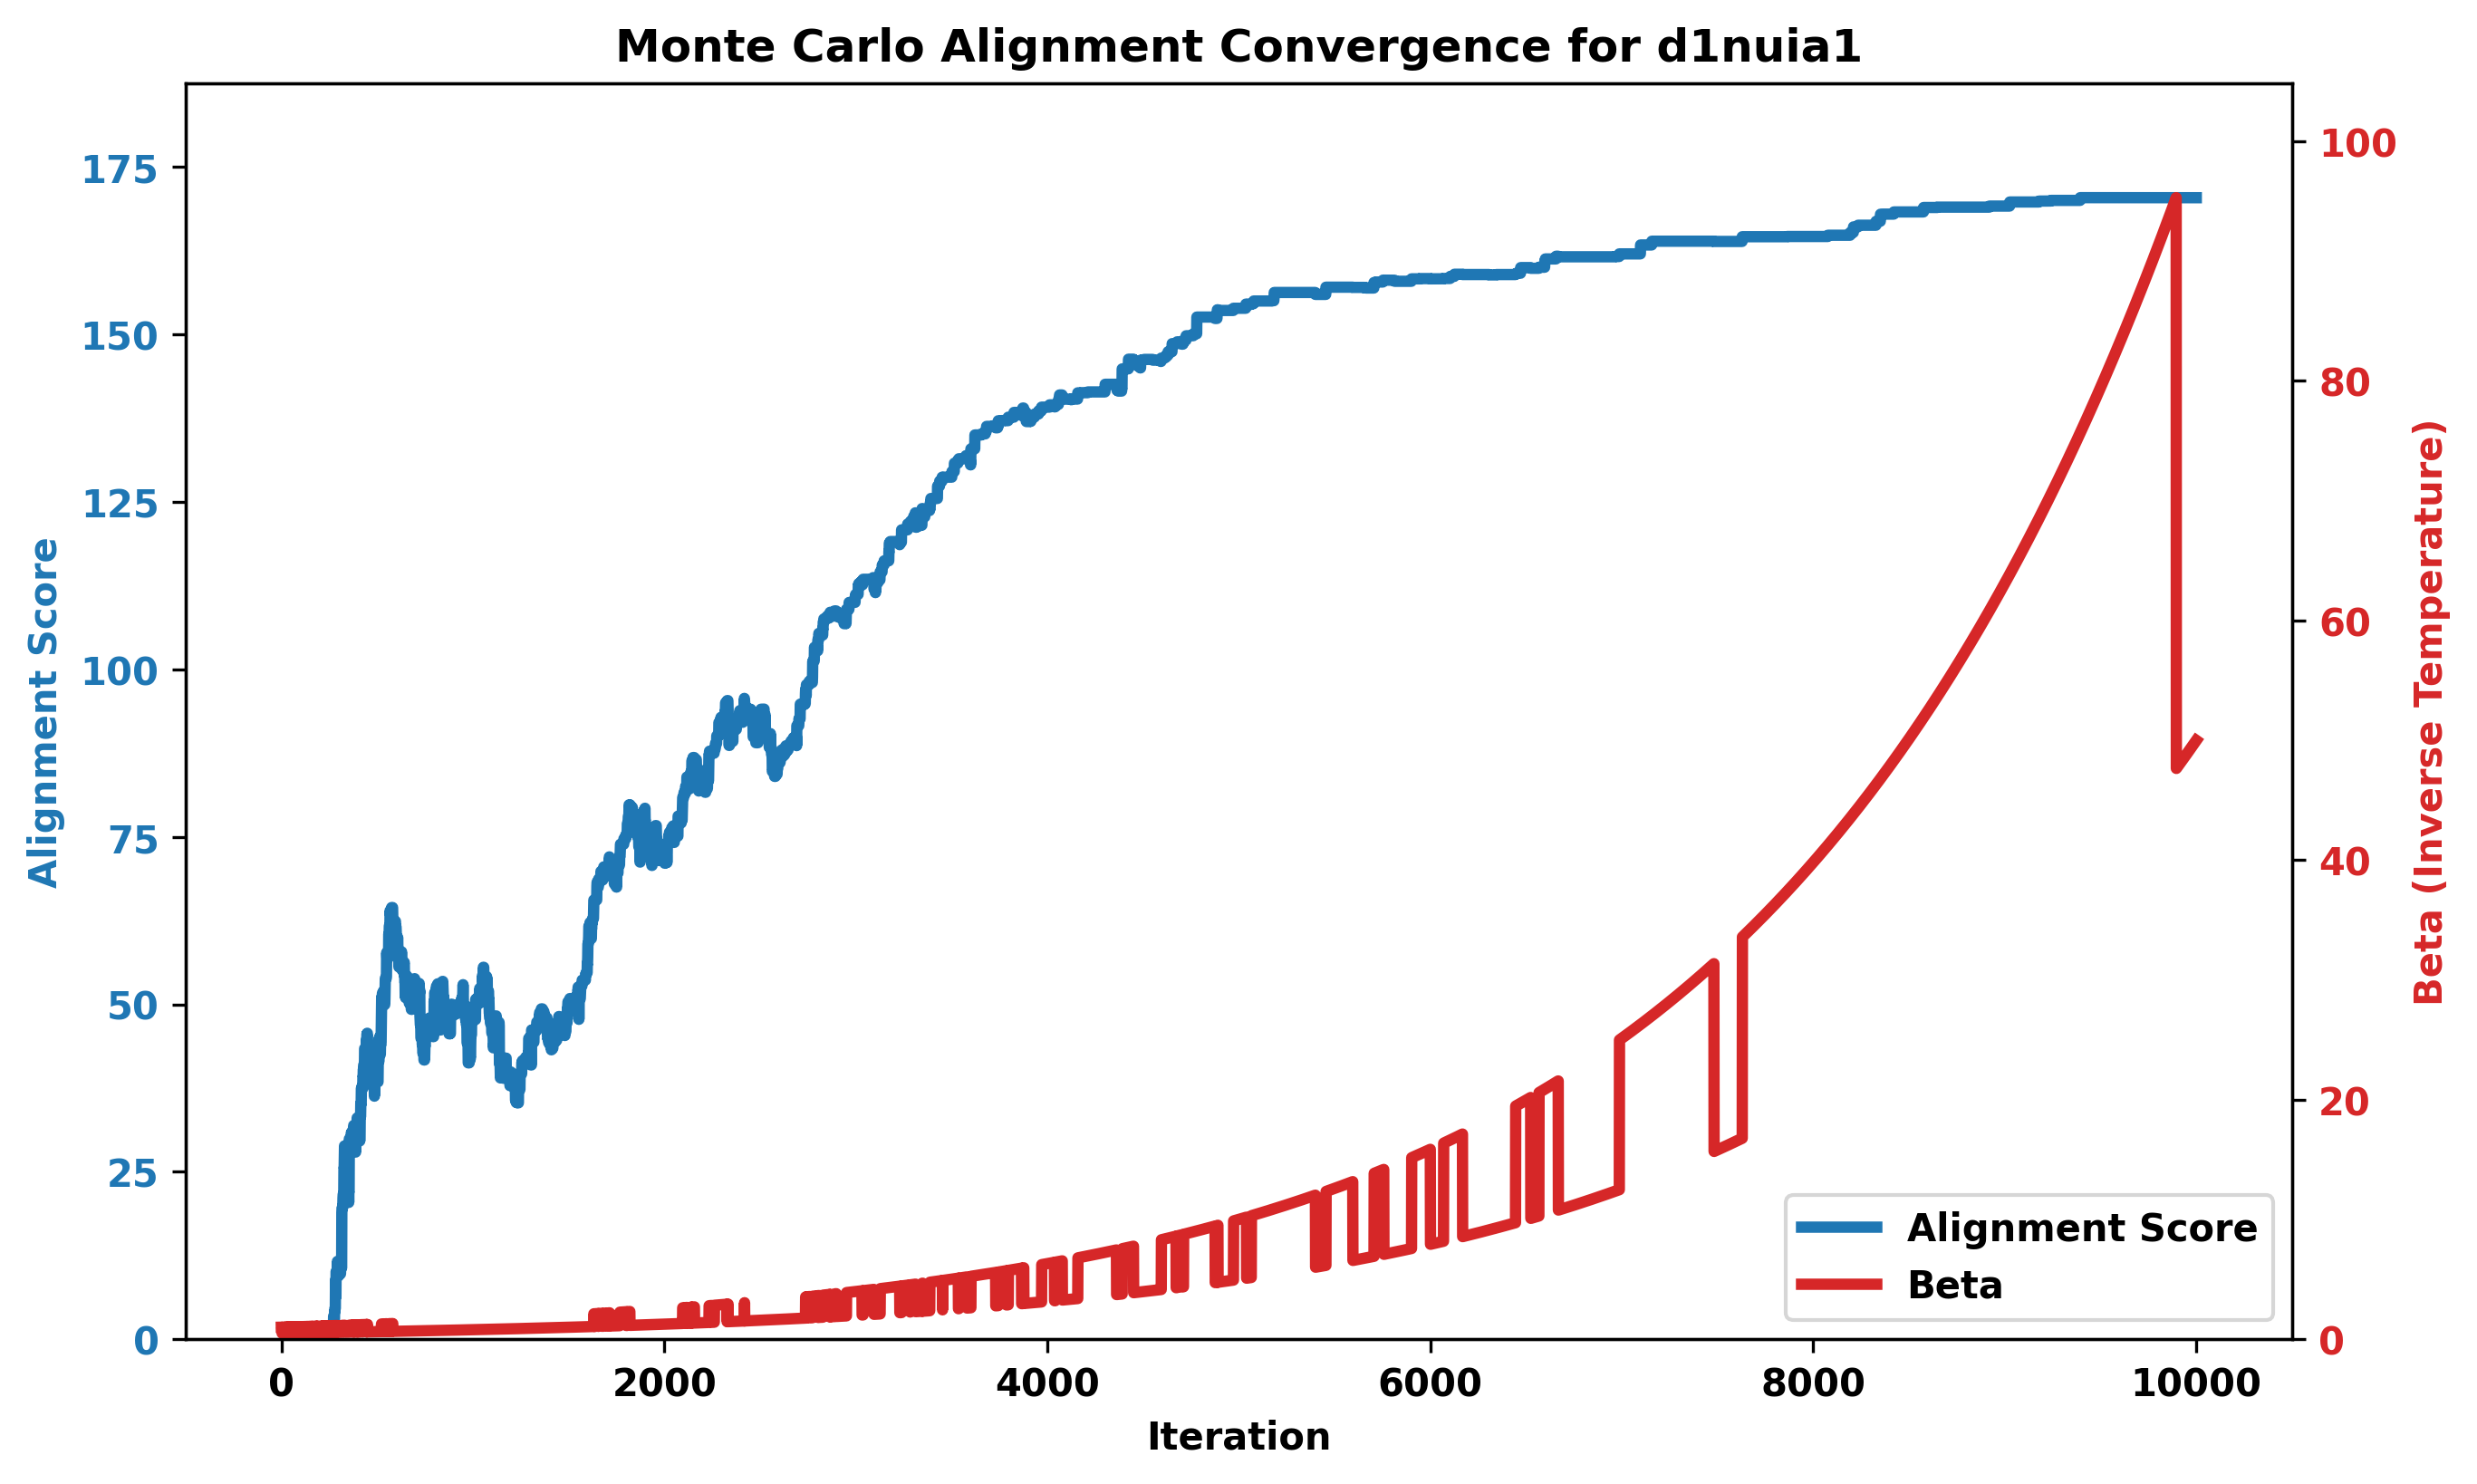 Monte Carlo Alignment Convergence for d1nuia1
175
150
125
100
75
50
25
0
Alignment Score
100
80
60
40
20
0
Beta (Inverse Temperature)
Alignment Score
Beta
0 2000 4000 6000 8000 10000
Iteration